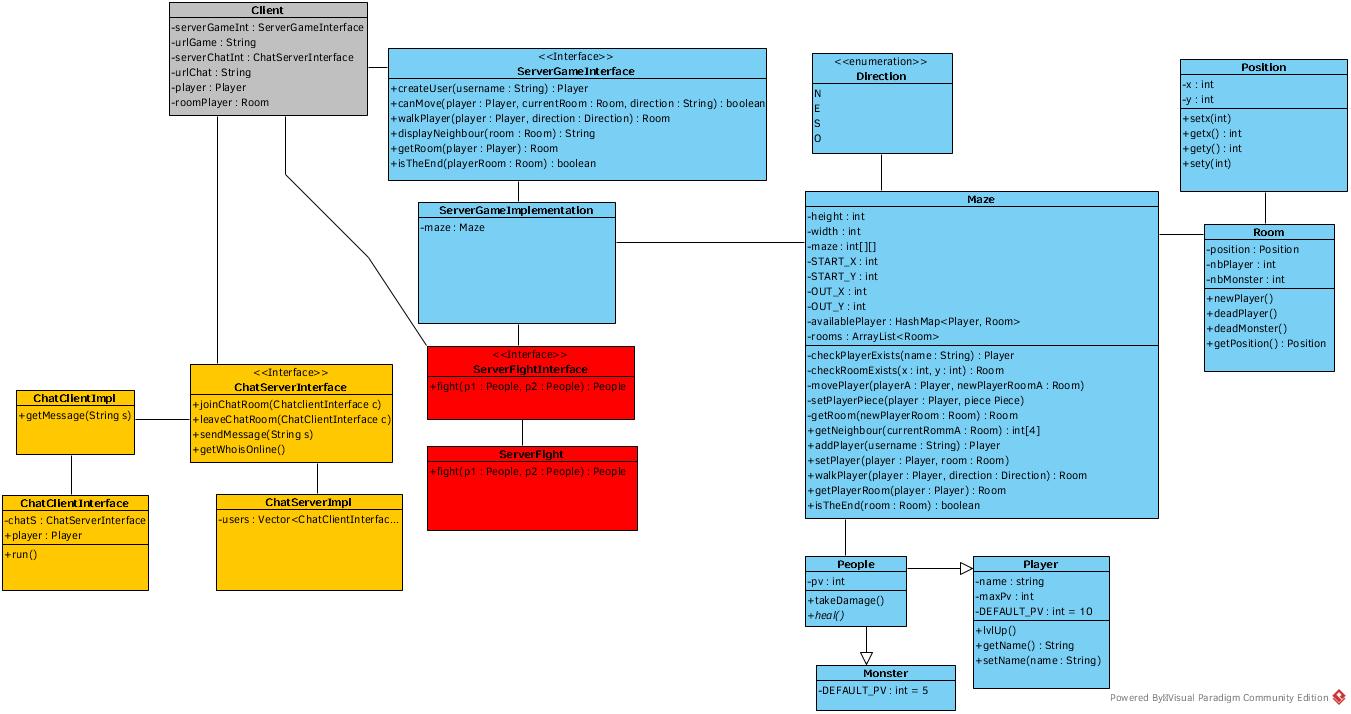 Client
-serverGameInt : ServerGameInterface
-urlGame : String
-serverChatInt : ChatServerInterface
-urlChat : String
-player : Player
-roomPlayer : Room
<<Interface>>
ServerGameInterface
+createUser(username : String) : Player
+canMove(player : Player, currentRoom : Room, direction : String) : boolean
+walkPlayer(player : Player, direction : Direction) : Room
+displayNeighbour(room : Room) : String
+getRoom(player : Player) : Room
+isTheEnd(playerRoom : Room) : boolean
<<enumeration>>
Direction
N
E
S
O
Position
-x : int
-y : int
+setx(int)
+getx() : int
+gety() : int
+sety(int)
ServerGameImplementation
-maze : Maze
Maze
-height : int
-width : int
-maze : int[][]
-START_X : int
-START_Y : int
-OUT_X : int
-OUT_Y : int
-availablePlayer : HashMap<Player, Room>
-rooms : ArrayList<Room>
-checkPlayerExists(name : String) : Player
-checkRoomExists(x : int, y : int) : Room
-movePlayer(playerA : Player, newPlayerRoomA : Room)
-setPlayerPiece(player : Player, piece Piece)
-getRoom(newPlayerRoom : Room) : Room
+getNeighbour(currentRommA : Room) : int[4]
+addPlayer(username : String) : Player
+setPlayer(player : Player, room : Room)
+walkPlayer(player : Player, direction : Direction) : Room
+getPlayerRoom(player : Player) : Room
+isTheEnd(room : Room) : boolean
Room
-position : Position
-nbPlayer : int
-nbMonster : int
+newPlayer()
+deadPlayer()
+deadMonster()
+getPosition() : Position
<<Interface>>
ServerFightInterface
+fight(p1 : People, p2 : People) : People
ServerFight
+fight(p1 : People, p2 : People) : People
<<Interface>>
ChatServerInterface
+joinChatRoom(ChatclientInterface c)
+leaveChatRoom(ChatClientInterface c)
+sendMessage(String s)
+getWhoisOnline()
ChatClientImpl
+getMessage(String s)
ChatClientInterface
-chatS : ChatServerInterface
+player : Player
+run()
ChatServerImpl
-users : Vector<ChatClientInterfac...
People
-pv : int
+takeDamage()
+heal()
Player
-name : string
-maxPv : int
-DEFAULT_PV : int = 10
+lvlUp()
+getName() : String
+setName(name : String)
Monster
-DEFAULT_PV : int = 5
Powered By Visual Paradigm Community Edition